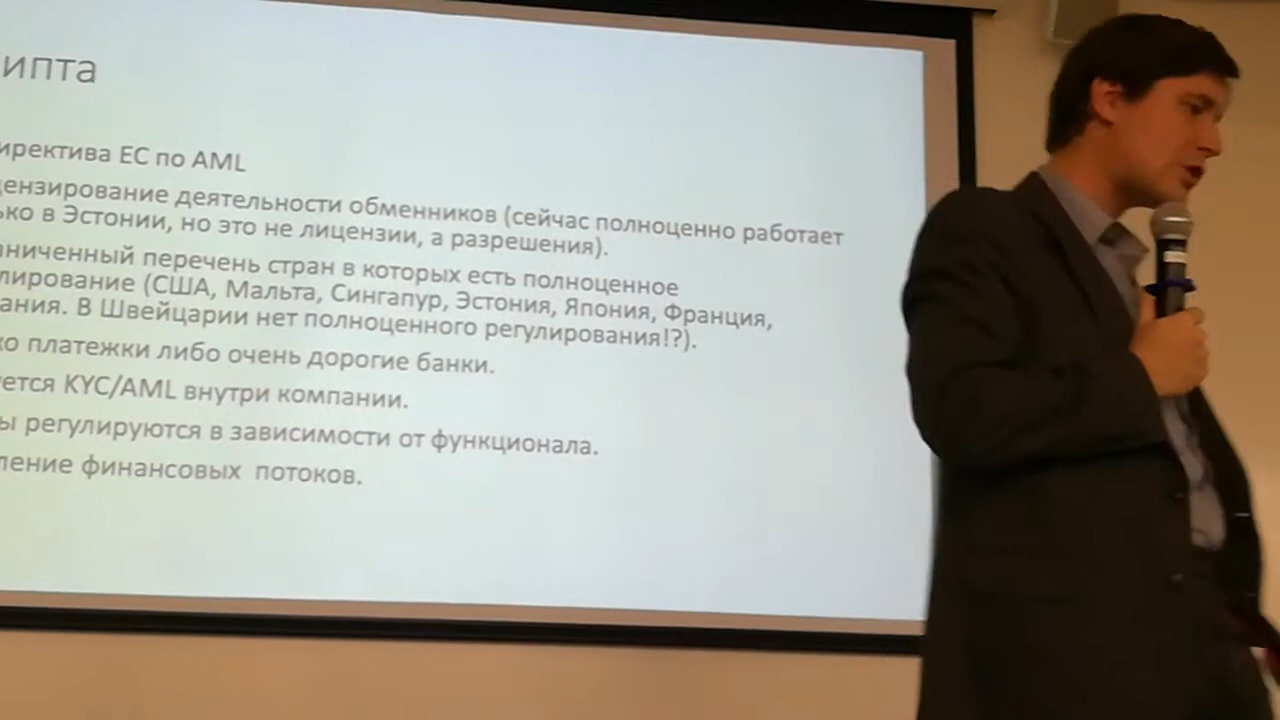 ипта
иректива ЕС по AML
цензирование деятельности обменников (сейчас полноценно работает
ько в Эстонии, но это не лицензии, а разрешения).
аниченный перечень стран в которых есть полноценное
лирование (США, Мальта, Сингапур, Эстония, Япония, Франция,
ания. В Швейцарии нет полноценного регулирования!?).
ко платежки либо очень дорогие банки.
уется KYC/AML внутри компании.
ы регулируются в зависимости от функционала.
ление финансовых потоков.